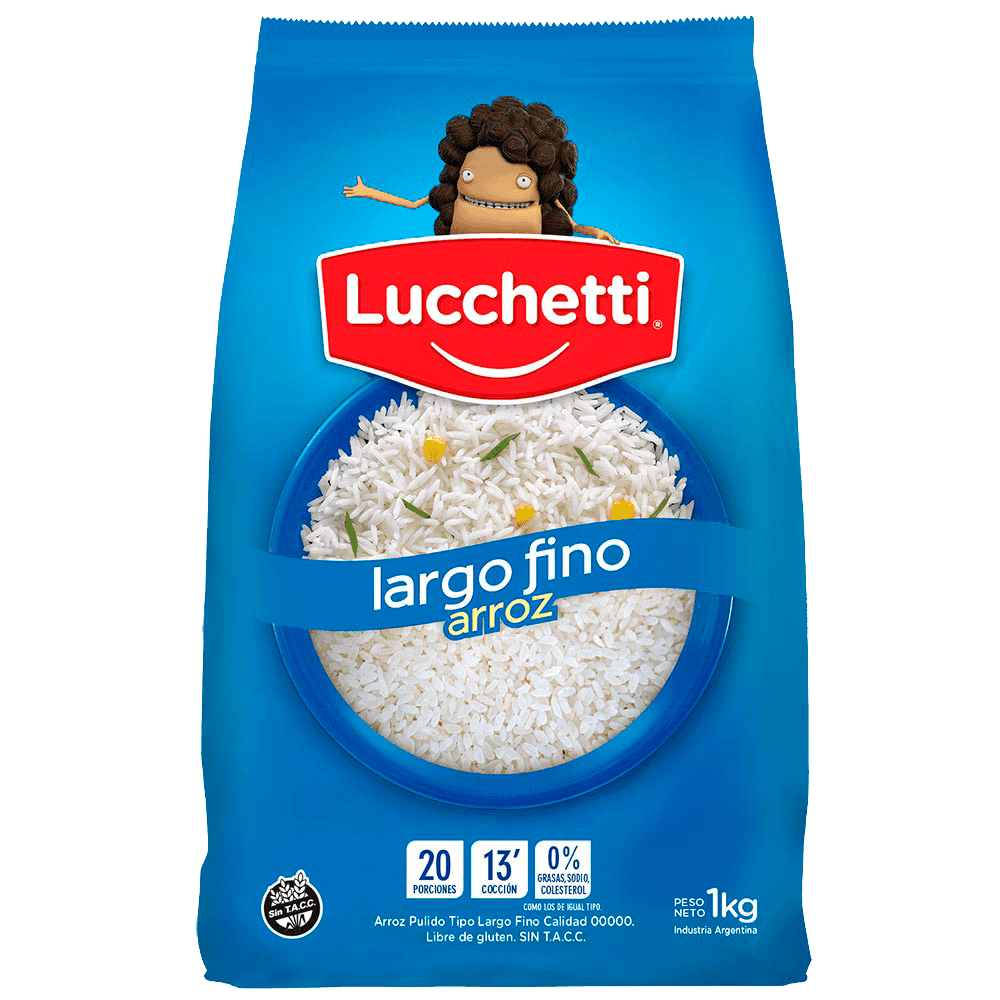 Lucchetti®
largo fino
arroz
20
PORCIONES
13’
COCCIÓN
0%
GRASAS, SODIO,
COLESTEROL
COMO LOS DE IGUAL TIPO.
Sin T.A.C.C.
Arroz Pulido Tipo Largo Fino Calidad 00000.
Libre de gluten. SIN T.A.C.C.
PESO
NETO 1kg
Industria Argentina